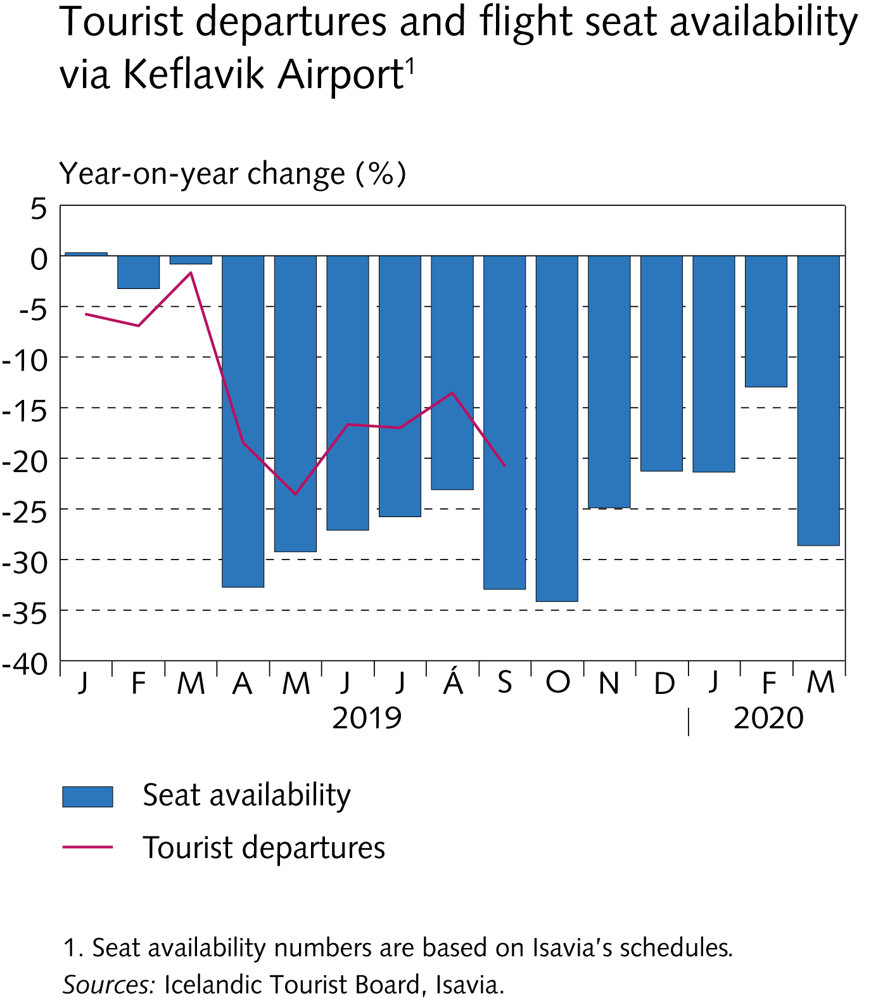 Tourist departures and flight seat availability
via Keflavik Airport¹
Year-on-year change (%)
5
0
-5
-10
-15
-20
-25
-30
-35
-40
J F M A M J J Á S O N D J F M
2019 2020
Seat availability
Tourist departures
1. Seat availability numbers are based on Isavia's schedules.
Sources: Icelandic Tourist Board, Isavia.